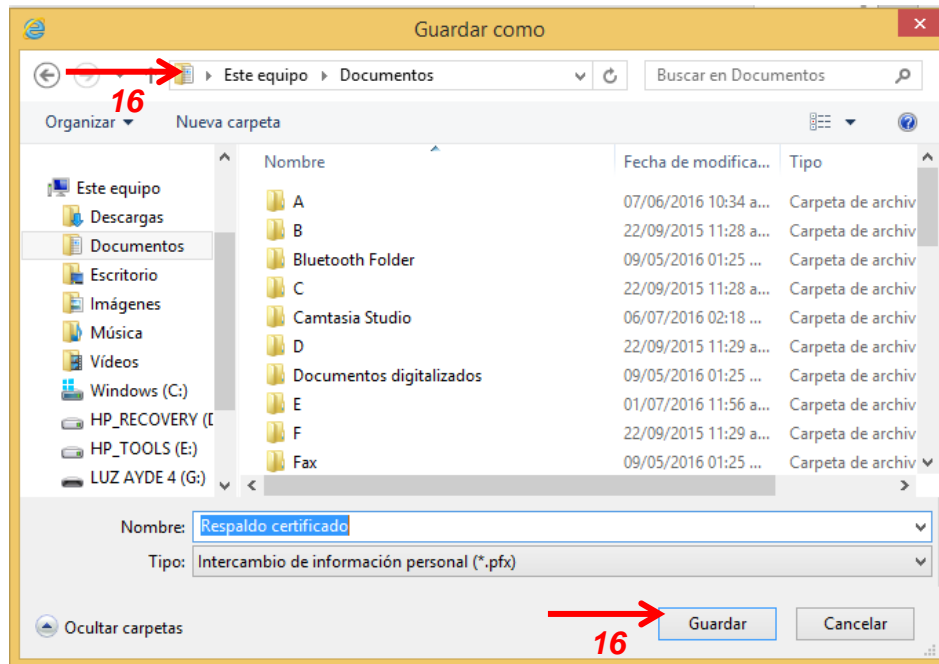 Guardar como
Este equipo Documentos Buscar en Documentos
16
Organizar Nueva carpeta
Nombre Fecha de modifica... Tipo
Este equipo
Descargas
Documentos
Escritorio
Imágenes
Música
Vídeos
Windows (C:)
HP_RECOVERY (D
HP_TOOLS (E:)
LUZ AYDE 4 (G:)
A 07/06/2016 10:34 a... Carpeta de archiv
B 22/09/2015 11:28 a... Carpeta de archiv
Bluetooth Folder 09/05/2016 01:25 ... Carpeta de archiv
C 22/09/2015 11:28 a... Carpeta de archiv
Camtasia Studio 06/07/2016 02:18 ... Carpeta de archiv
D 22/09/2015 11:29 a... Carpeta de archiv
Documentos digitalizados 09/05/2016 01:25 ... Carpeta de archiv
E 01/07/2016 11:56 a... Carpeta de archiv
F 22/09/2015 11:29 a... Carpeta de archiv
Fax 09/05/2016 01:25 ... Carpeta de archiv
Nombre: Respaldo certificado
Tipo: Intercambio de información personal (*.pfx)
Ocultar carpetas
16
Guardar Cancelar